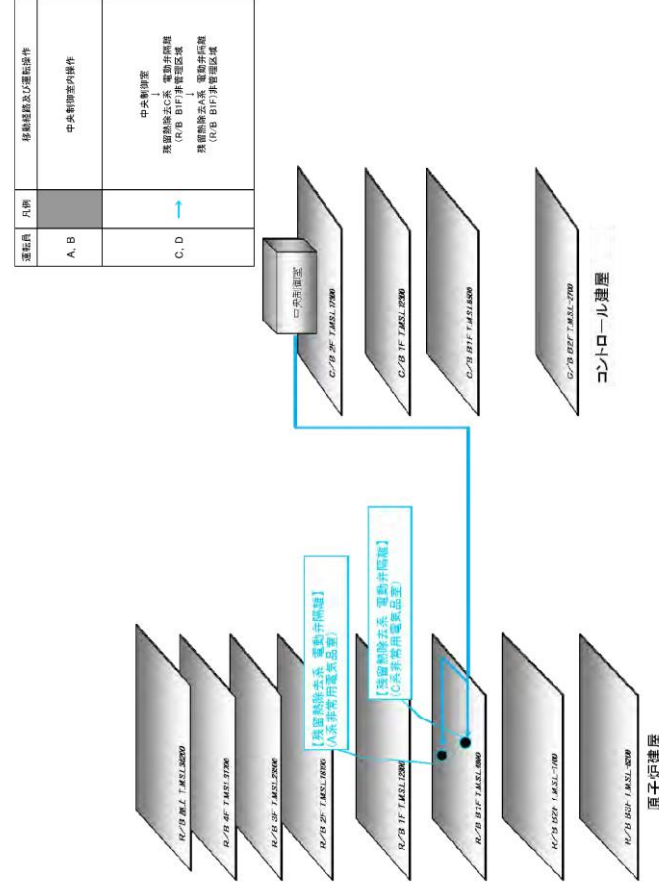 運転員 凡例 移動経路及び運転操作
A, B 中央制御室内操作
C, D → 中央制御室
↓
残留熱除去C系 電動弁隔離
(R/B B1F)非管理区域
↓
残留熱除去A系 電動弁隔離
(R/B B1F)非管理区域
中央制御室
C/B 2F T.M.S.L.17300
C/B 1F T.M.S.L.12300
C/B B1F T.M.S.L.6500
C/B B2F T.M.S.L.-2700
コントロール建屋
【残留熱除去系 電動弁隔離】
(A系非常用電気品室)
【残留熱除去系 電動弁隔離】
(C系非常用電気品室)
R/B 4F T.M.S.L.31700
R/B 3F T.M.S.L.23500
R/B 2F T.M.S.L.18100
R/B 1F T.M.S.L.12300
R/B B1F T.M.S.L.4800
R/B B2F T.M.S.L.-1700
R/B B3F T.M.S.L.-8200
原子炉建屋